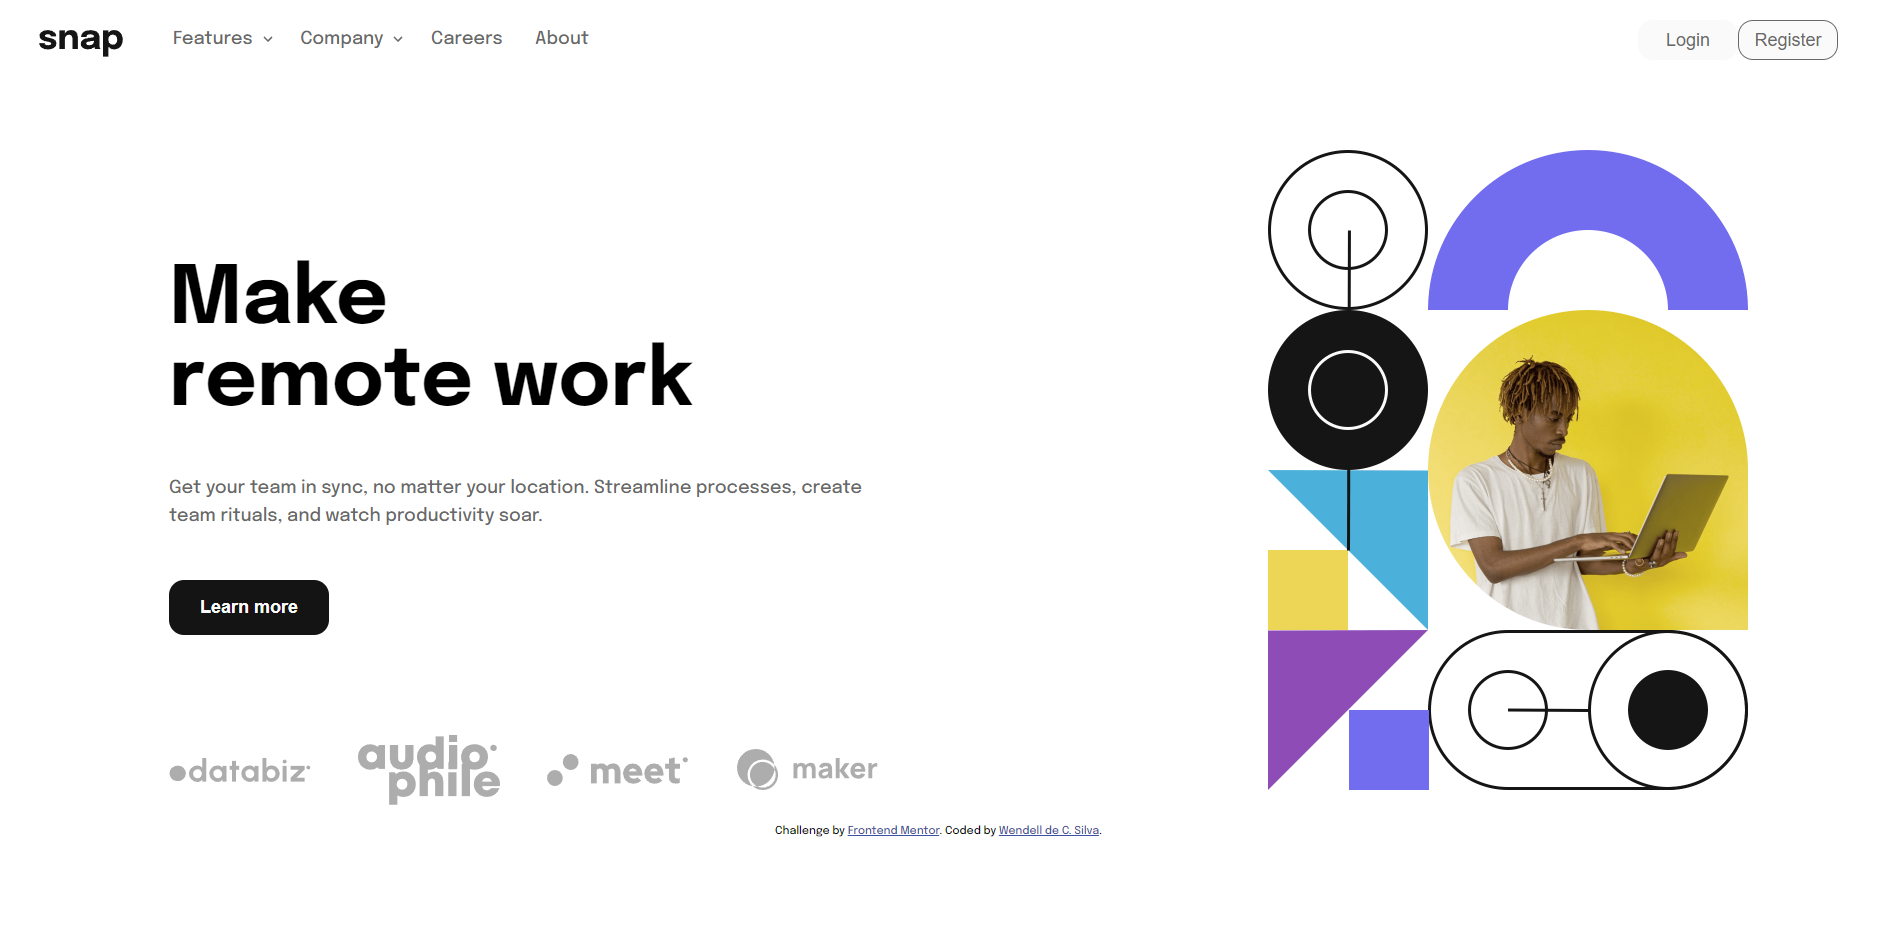 snap
Features
Company
Careers
About
Login
Register
Make
remote work
Get your team in sync, no matter your location. Streamline processes, create
team rituals, and watch productivity soar.
Learn more
databiz
audio
phile
meet
maker
Challenge by Frontend Mentor. Coded by Wendell de C. Silva.